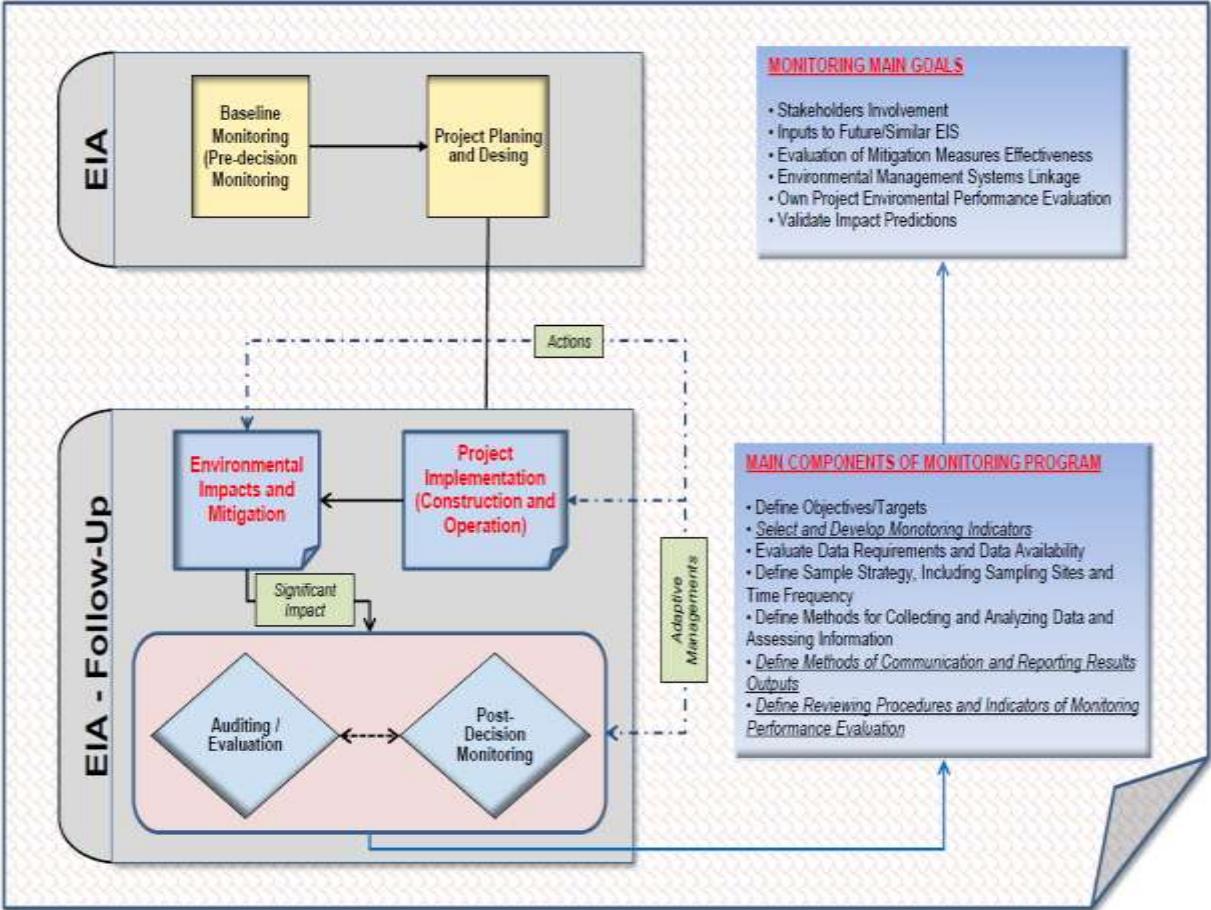 EIA
Baseline
Monitoring
(Pre-decision
Monitoring
Project Planing
and Desing
MONITORING MAIN GOALS
• Stakeholders Involvement
• Inputs to Future/Similar EIS
• Evaluation of Mitigation Measures Effectiveness
• Environmental Management Systems Linkage
• Own Project Enviromental Performance Evaluation
• Validate Impact Predictions
Actions
EIA - Follow-Up
Environmental
Impacts and
Mitigation
Project
Implementation
(Construction and
Operation)
Significant
Impact
Adaptive
Managements
Auditing /
Evaluation
Post-
Decision
Monitoring
MAIN COMPONENTS OF MONITORING PROGRAM
• Define Objectives/Targets
• Select and Develop Monotoring Indicators
• Evaluate Data Requirements and Data Availability
• Define Sample Strategy, Including Sampling Sites and
Time Frequency
• Define Methods for Collecting and Analyzing Data and
Assessing Information
• Define Methods of Communication and Reporting Results
Outputs
• Define Reviewing Procedures and Indicators of Monitoring
Performance Evaluation